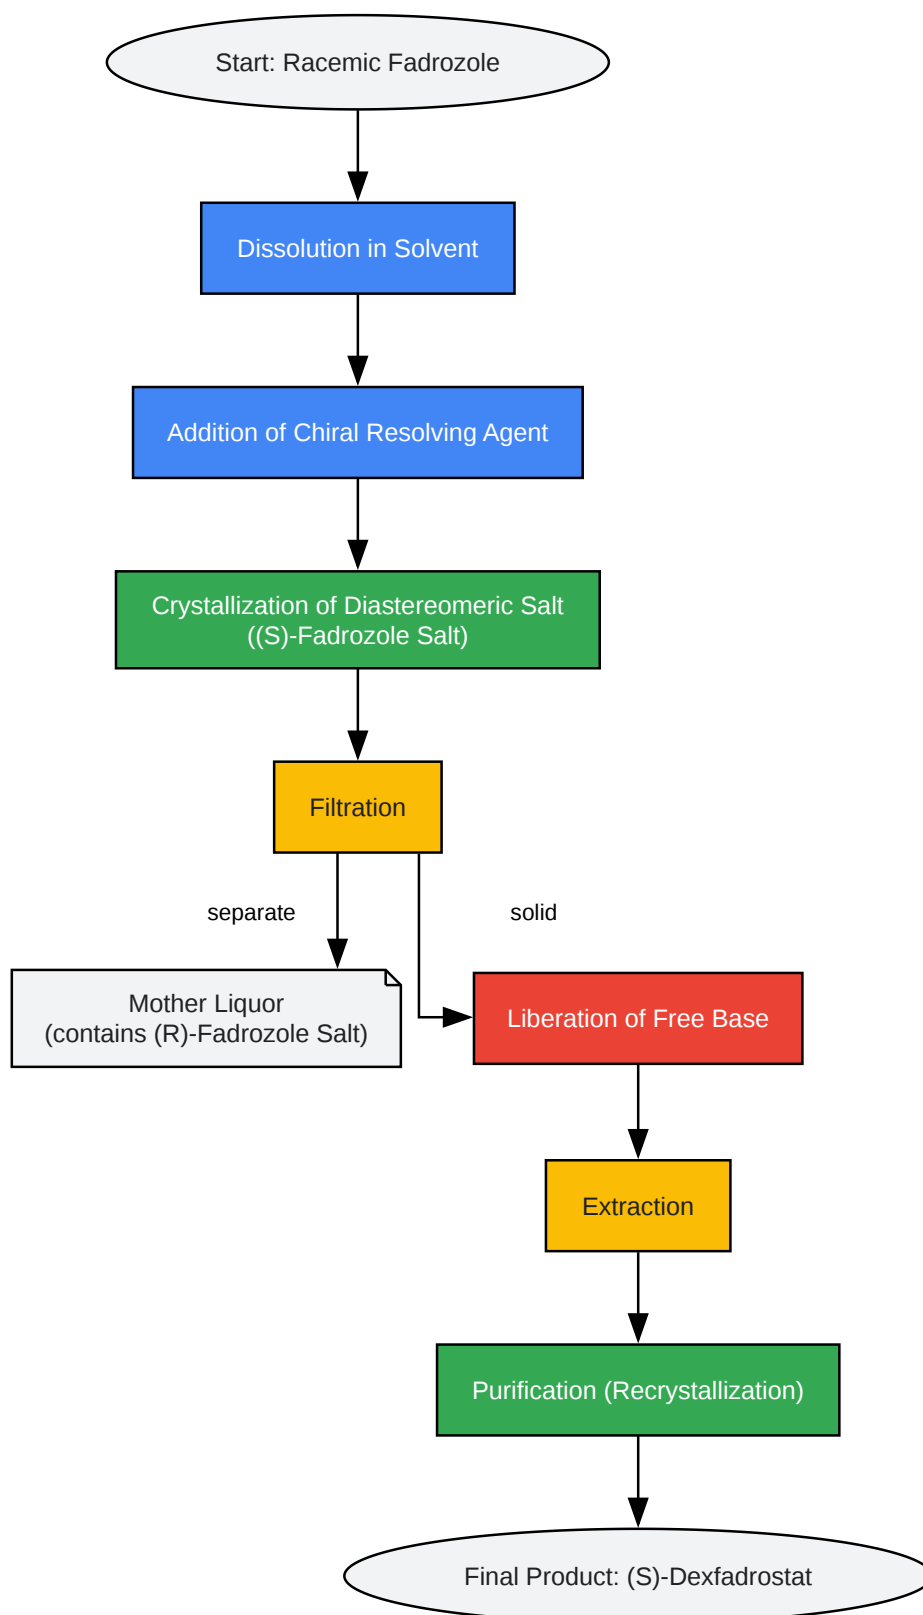 Start: Racemic Fadrozole
Dissolution in Solvent
Addition of Chiral Resolving Agent
Crystallization of Diastereomeric Salt
((S)-Fadrozole Salt)
Filtration
separate
solid
Mother Liquor
(contains (R)-Fadrozole Salt)
Liberation of Free Base
Extraction
Purification (Recrystallization)
Final Product: (S)-Dexfadrostat